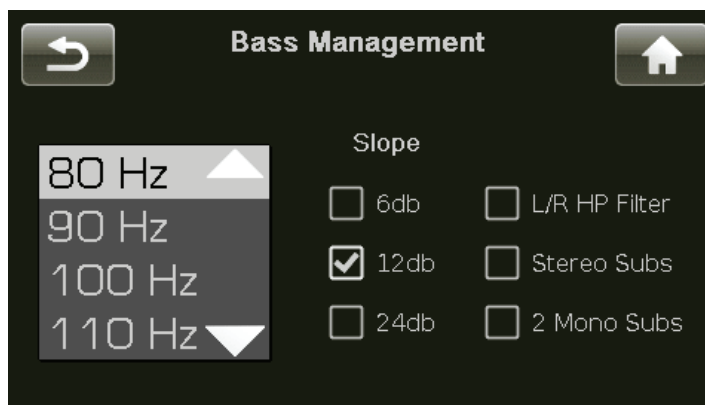 Bass Management
80 Hz
90 Hz
100 Hz
110 Hz
Slope
6db
12db
24db
L/R HP Filter
Stereo Subs
2 Mono Subs